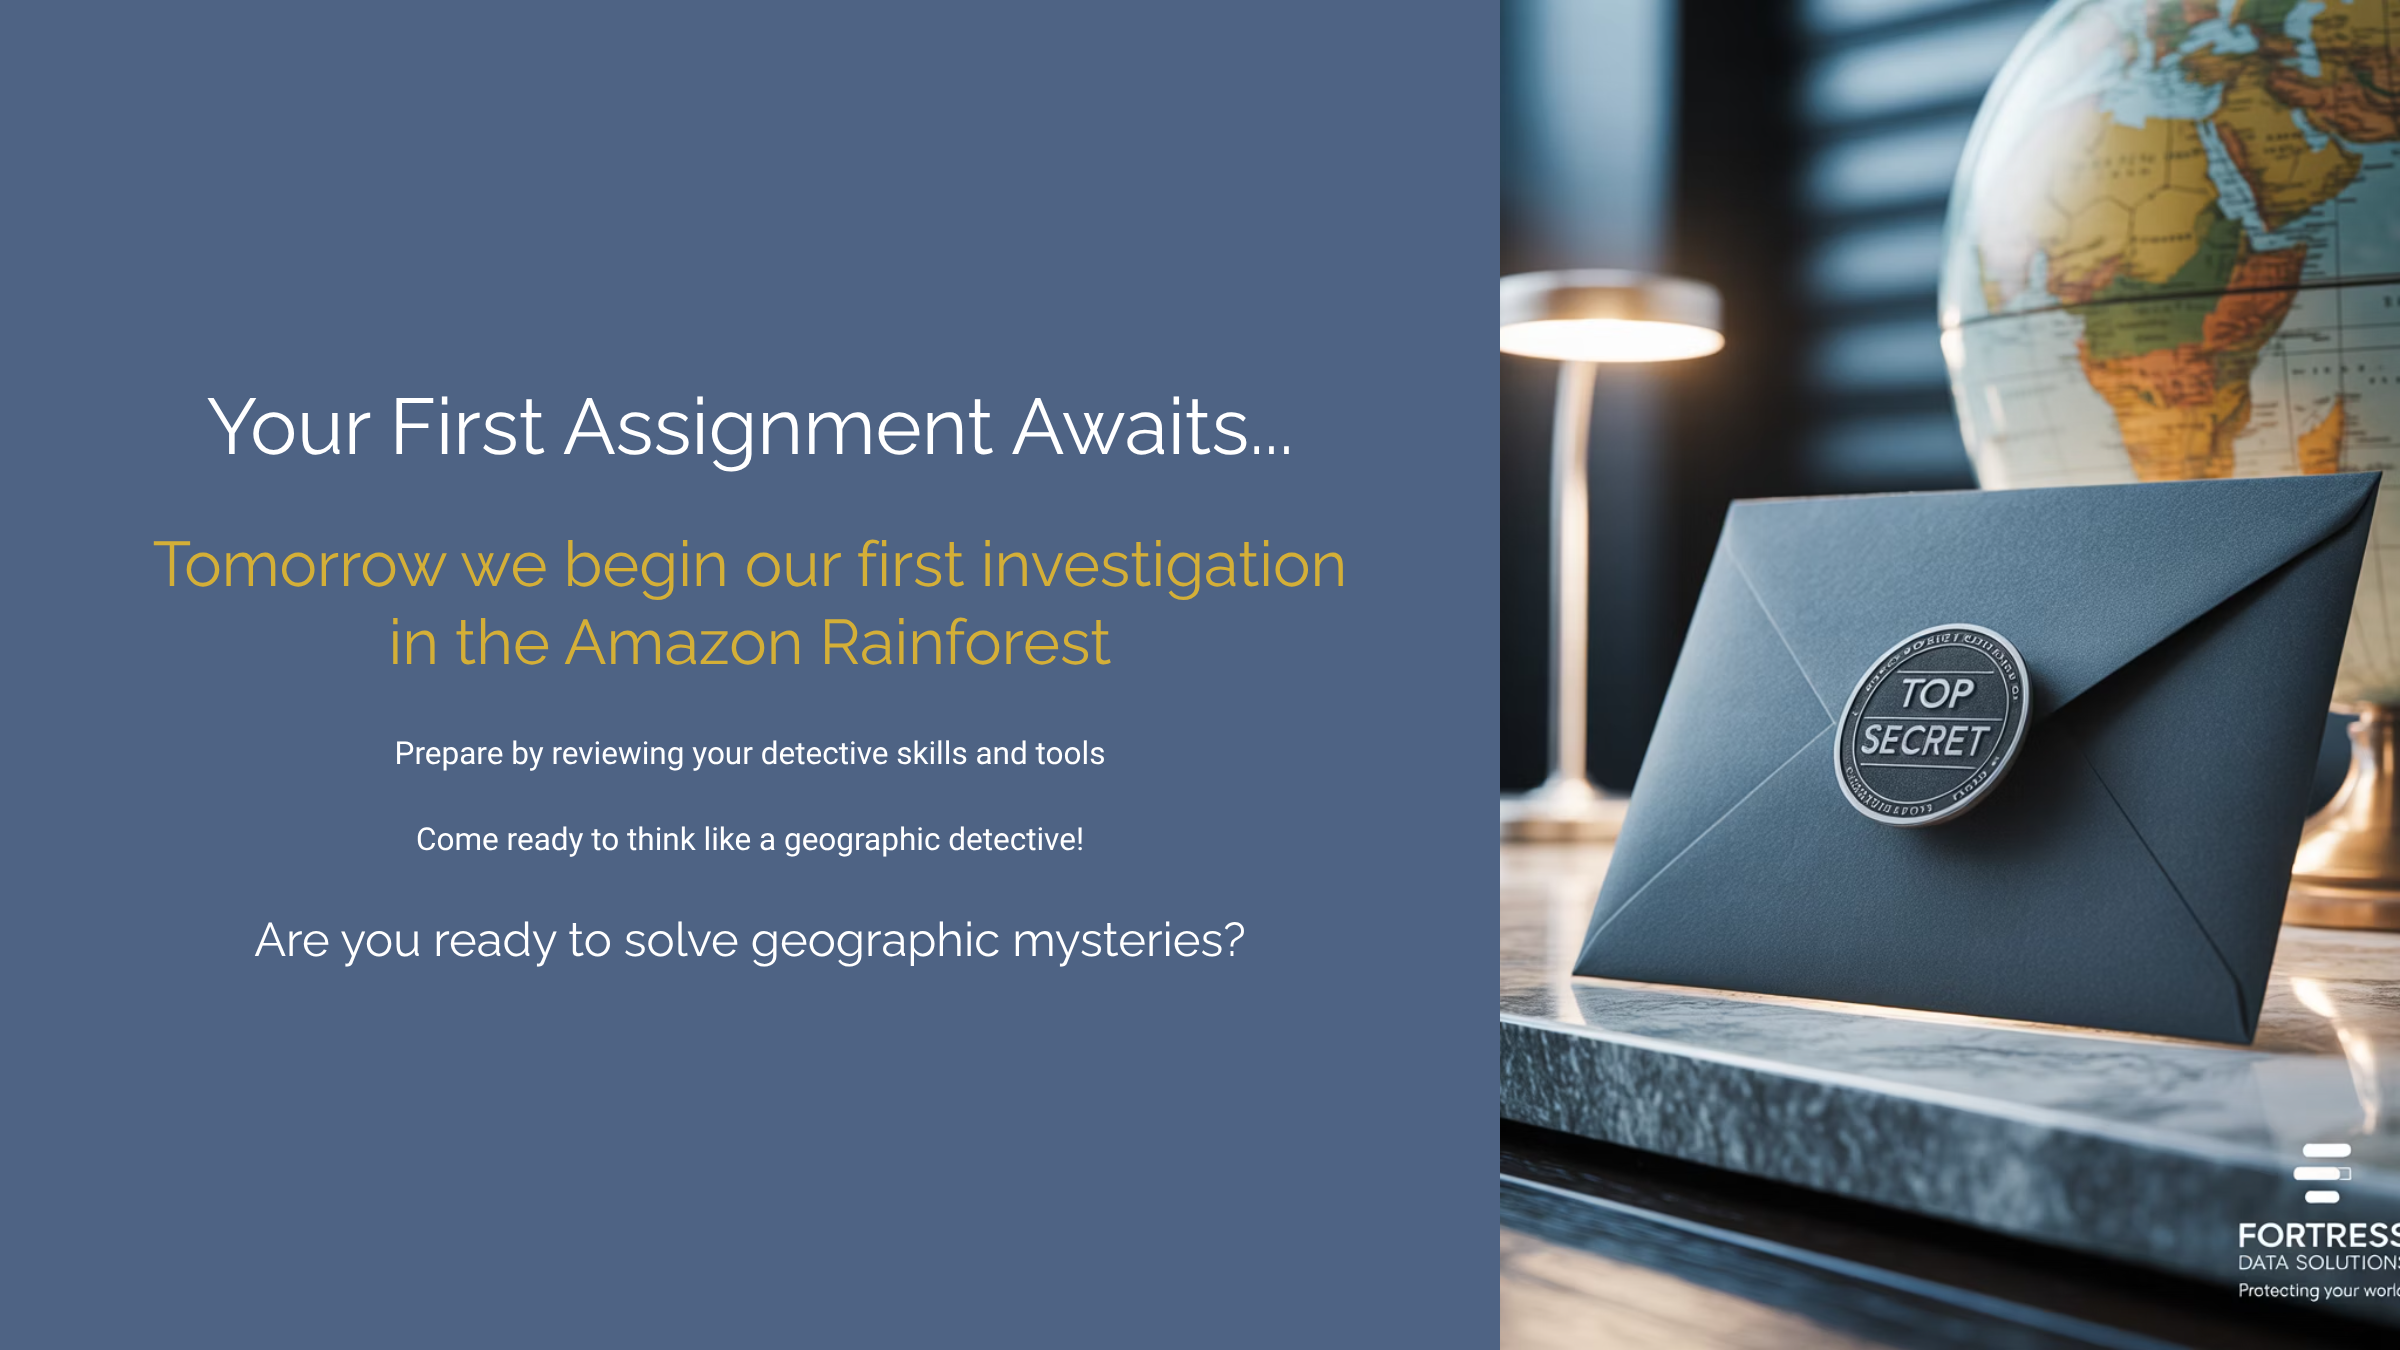 Your First Assignment Awaits...
Tomorrow we begin our first investigation
in the Amazon Rainforest
Prepare by reviewing your detective skills and tools
Come ready to think like a geographic detective!
Are you ready to solve geographic mysteries?
TOP
SECRET
FORTRESS
DATA SOLUTIONS
Protecting your